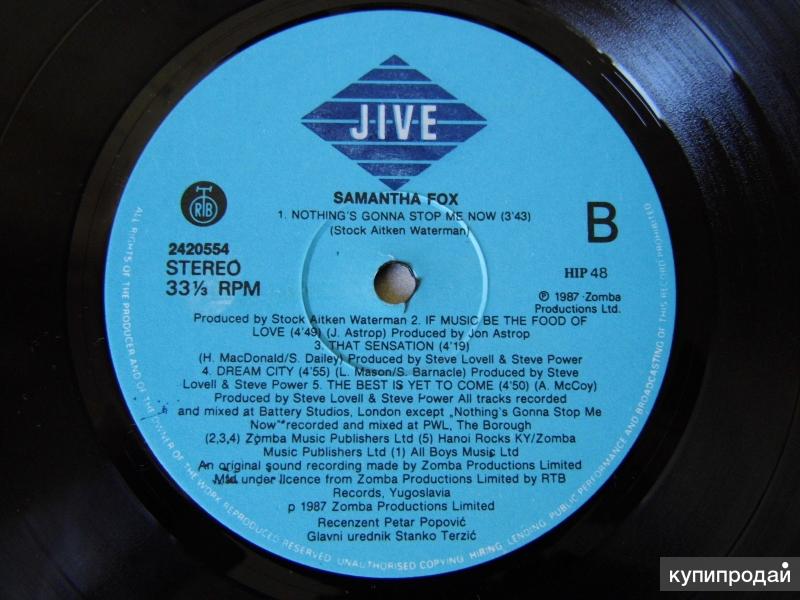 J-I-V-E
SAMANTHA FOX
1. NOTHING'S GONNA STOP ME NOW (3'43)
(Stock Aitken Waterman)
RTB
B
2420554
STEREO
33⅓ RPM
HIP 48
℗ 1987 Zomba
Productions Ltd.
Produced by Stock Aitken Waterman 2. IF MUSIC BE THE FOOD OF
LOVE (4'49) (J. Astrop) Produced by Jon Astrop
3. THAT SENSATION (4'19)
(H. MacDonald/S. Dailey) Produced by Steve Lovell & Steve Power
4. DREAM CITY (4'55) (L. Mason/S. Barnacle) Produced by Steve
Lovell & Steve Power 5. THE BEST IS YET TO COME (4'50) (A. McCoy)
Produced by Steve Lovell & Steve Power All tracks recorded
and mixed at Battery Studios, London except „Nothing's Gonna Stop Me
Now" recorded and mixed at PWL, The Borough
(2,3,4) Zomba Music Publishers Ltd (5) Hanoi Rocks KY/Zomba
Music Publishers Ltd (1) All Boys Music Ltd
An original sound recording made by Zomba Productions Limited
Mad under licence from Zomba Productions Limited by RTB
Records, Yugoslavia
p 1987 Zomba Productions Limited
Recenzent Petar Popović
Glavni urednik Stanko Terzić
ALL RIGHTS OF THE PRODUCER AND OF THE OWNER OF THE WORK REPRODUCED RESERVED. UNAUTHORISED COPYING, HIRING, LENDING, PUBLIC PERFORMANCE AND BROADCASTING OF THIS RECORD PROHIBITED
купипродай